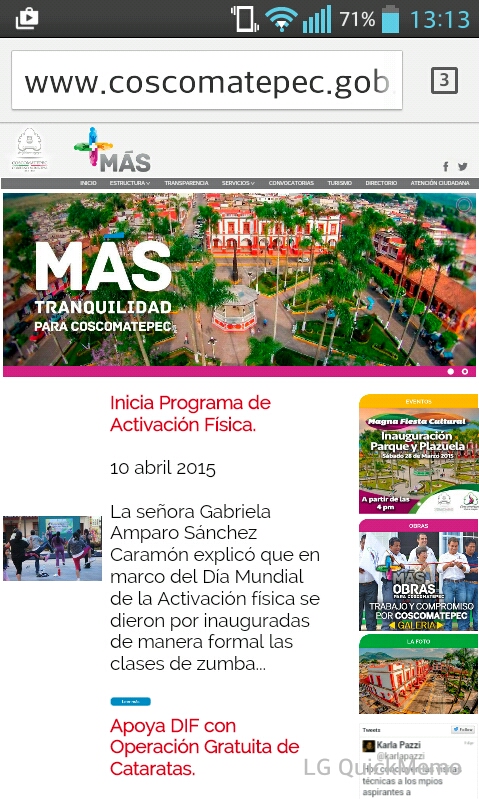 71% 13:13
www.coscomatepec.gob.
3
COSCOMATEPEC
MÁS
INICIO ESTRUCTURA TRANSPARENCIA SERVICIOS CONVOCATORIAS TURISMO DIRECTORIO ATENCIÓN CIUDADANA
MAS
TRANQUILIDAD
PARA COSCOMATEPEC
Inicia Programa de
Activación Física.
10 abril 2015
La señora Gabriela
Amparo Sánchez
Caramón explicó que en
marco del Día Mundial
de la Activación física se
dieron por inauguradas
de manera formal las
clases de zumba...
Leer más
Apoya DIF con
Operación Gratuita de
Cataratas.
EVENTOS
Magna Fiesta Cultural
Inauguración
Parque y Plazuela
Sábado 28 de Marzo 2015
A partir de las
4 pm
OBRAS
MÁS
OBRAS
PARA COSCOMATEPEC
TRABAJO Y COMPROMISO
POR COSCOMATEPEC
GALERIA
LA FOTO
Tweets Follow
Karla Pazzi
@karlapazzi
técnicas a los mpios
aspirantes a
LG QuickMemo